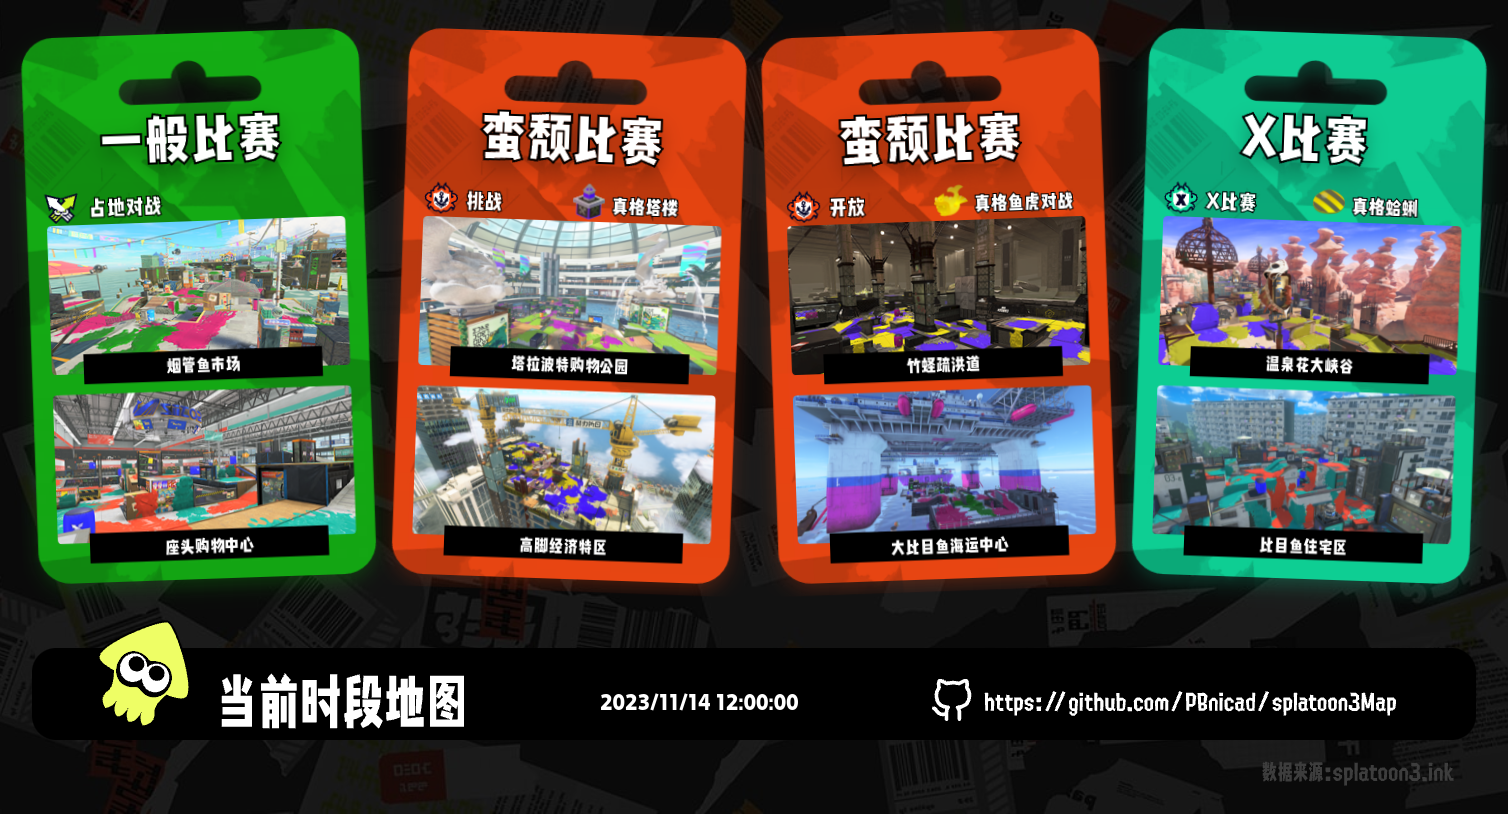 一般比赛
占地对战
烟管鱼市场
座头购物中心
蛮颓比赛
挑战
真格塔楼
塔拉波特购物公园
高脚经济特区
蛮颓比赛
开放
真格鱼虎对战
竹蛏疏洪道
大比目鱼海运中心
X比赛
X比赛
真格蛤蜊
温泉花大峡谷
比目鱼住宅区
当前时段地图
2023/11/14 12:00:00
https://github.com/PBnicad/splatoon3Map
数据来源:splatoon3.ink